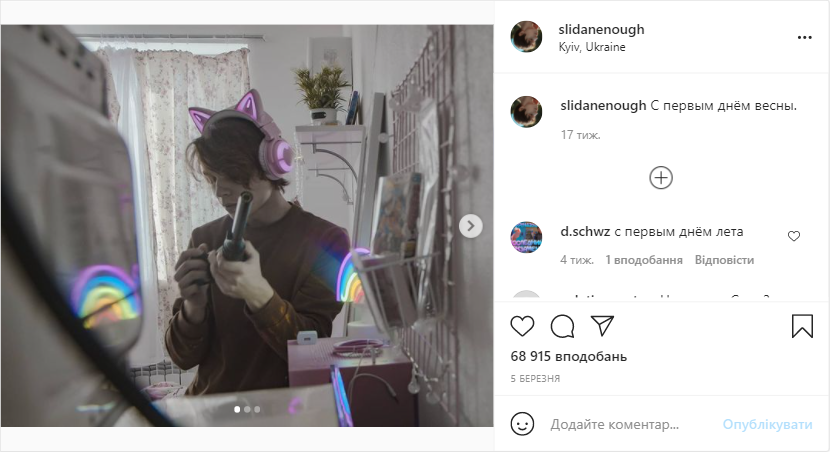 slidanenough
Kyiv, Ukraine
slidanenough С первым днём весны.
17 тиж.
d.schwz с первым днём лета
4 тиж. 1 вподобання Відповісти
68 915 вподобань
5 БЕРЕЗНЯ
Додайте коментар... Опублікувати